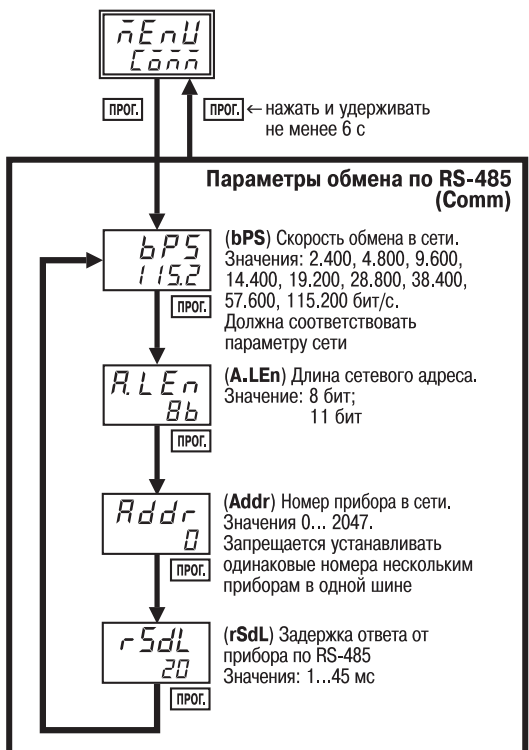 n̄EnU
Conn̄
ПРОГ.
ПРОГ. ← нажать и удерживать
не менее 6 с
Параметры обмена по RS-485
(Comm)
bPS
115.2
ПРОГ.
(bPS) Скорость обмена в сети.
Значения: 2.400, 4.800, 9.600,
14.400, 19.200, 28.800, 38.400,
57.600, 115.200 бит/с.
Должна соответствовать
параметру сети
A.LEn
8b
ПРОГ.
(A.LEn) Длина сетевого адреса.
Значение: 8 бит;
11 бит
Addr
0
ПРОГ.
(Addr) Номер прибора в сети.
Значения 0... 2047.
Запрещается устанавливать
одинаковые номера нескольким
приборам в одной шине
rSdL
20
ПРОГ.
(rSdL) Задержка ответа от
прибора по RS-485
Значения: 1...45 мс